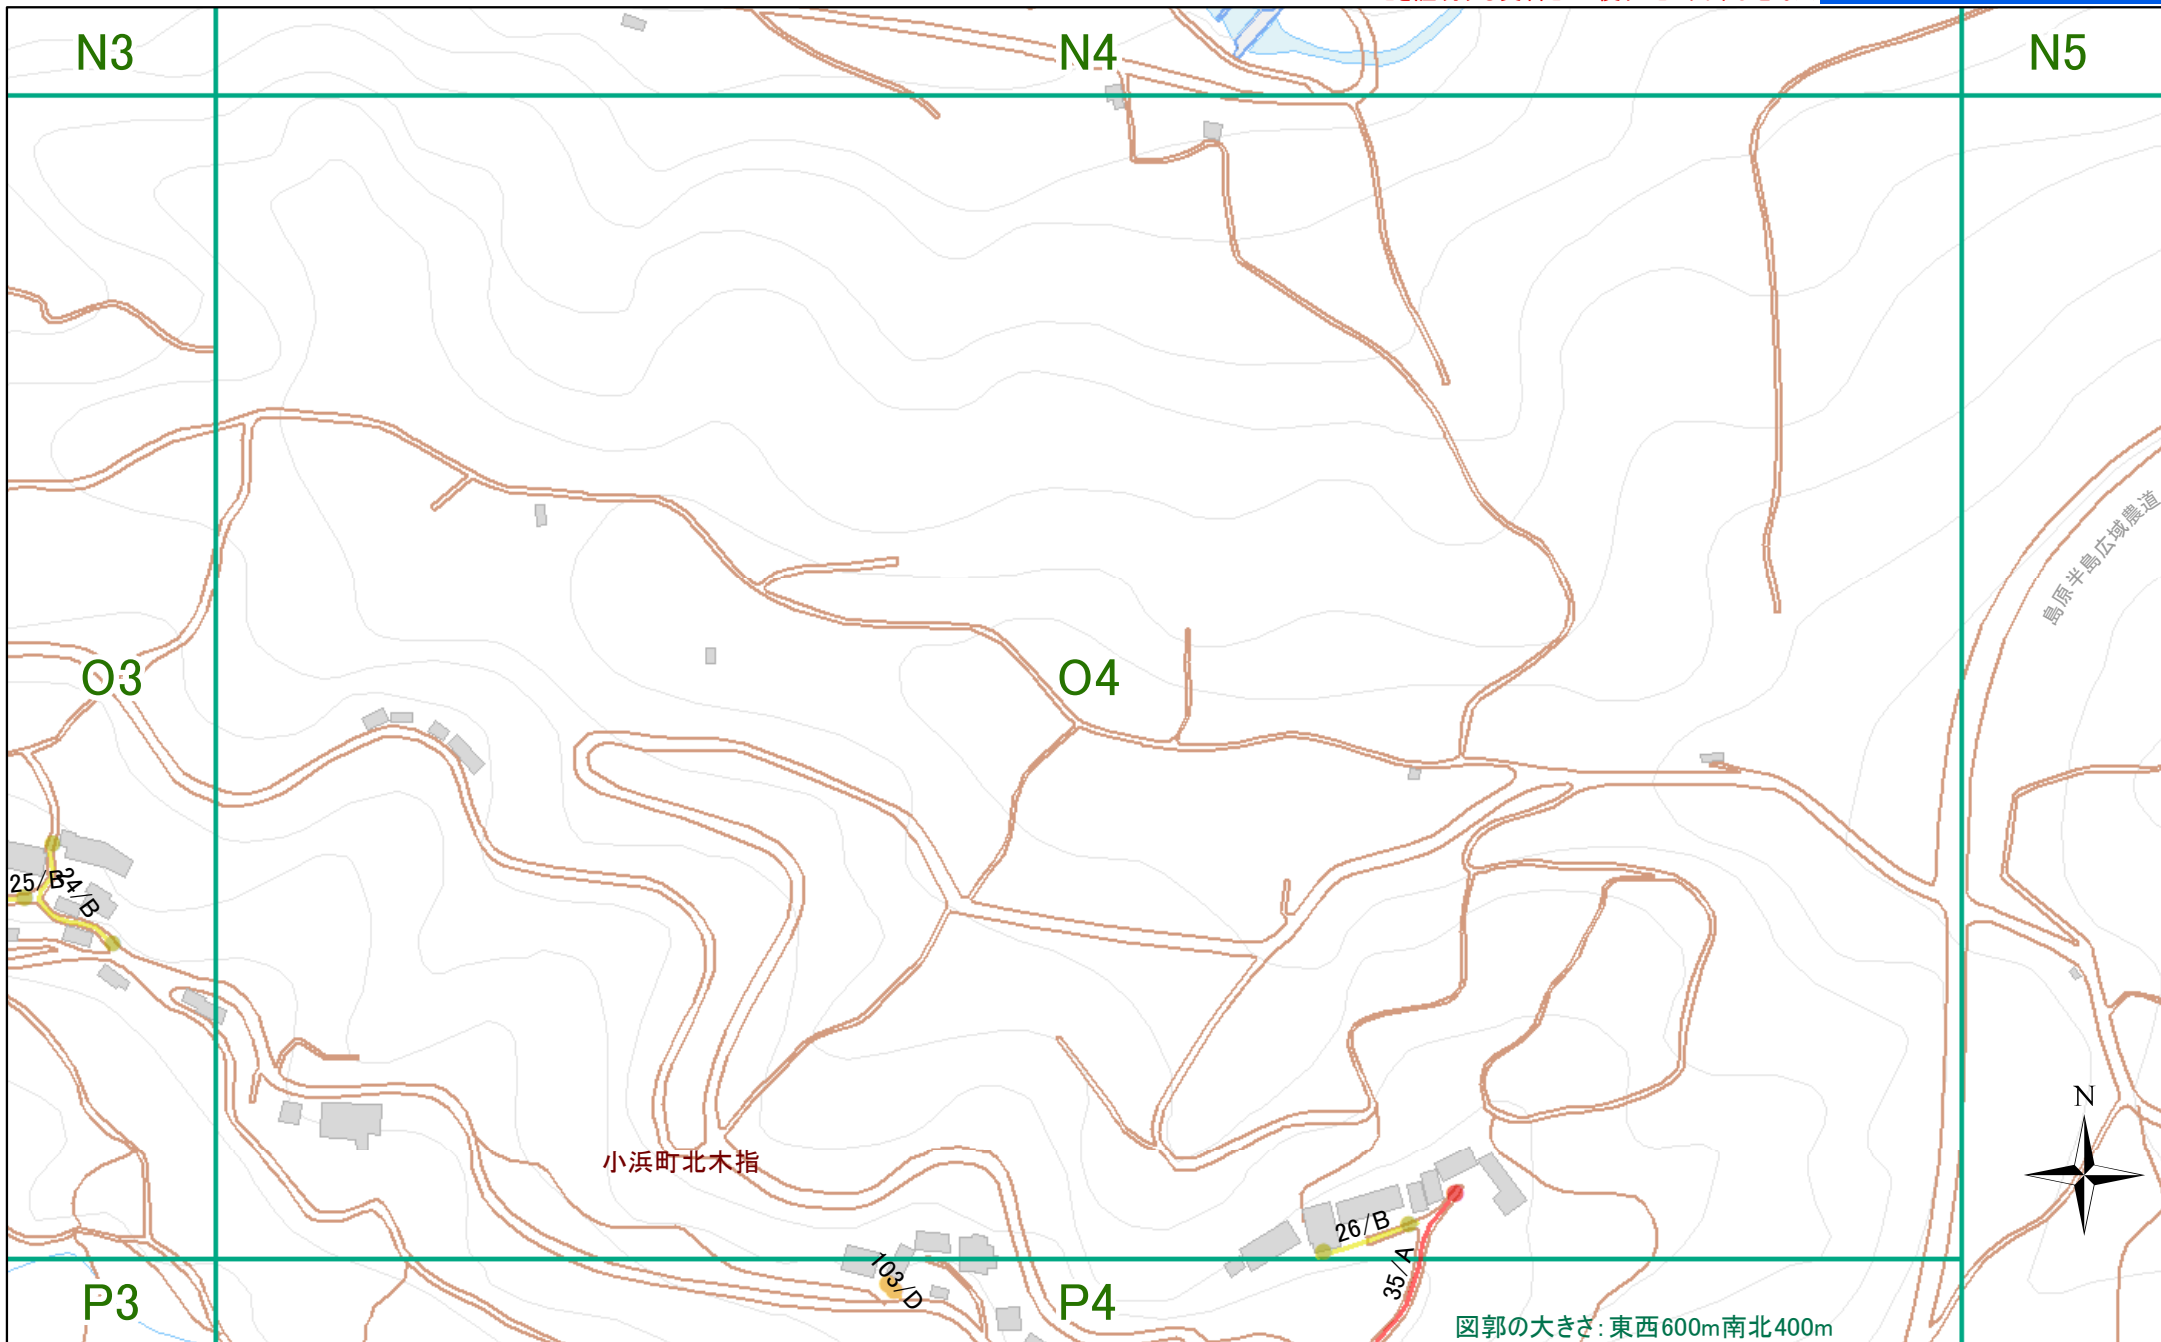 N3
N4
N5
島原半島広域農道
O3
O4
25/B
24/B
N
小浜町北木指
26/B
35/A
103/D
P3
P4
図郭の大きさ：東西600m南北400m